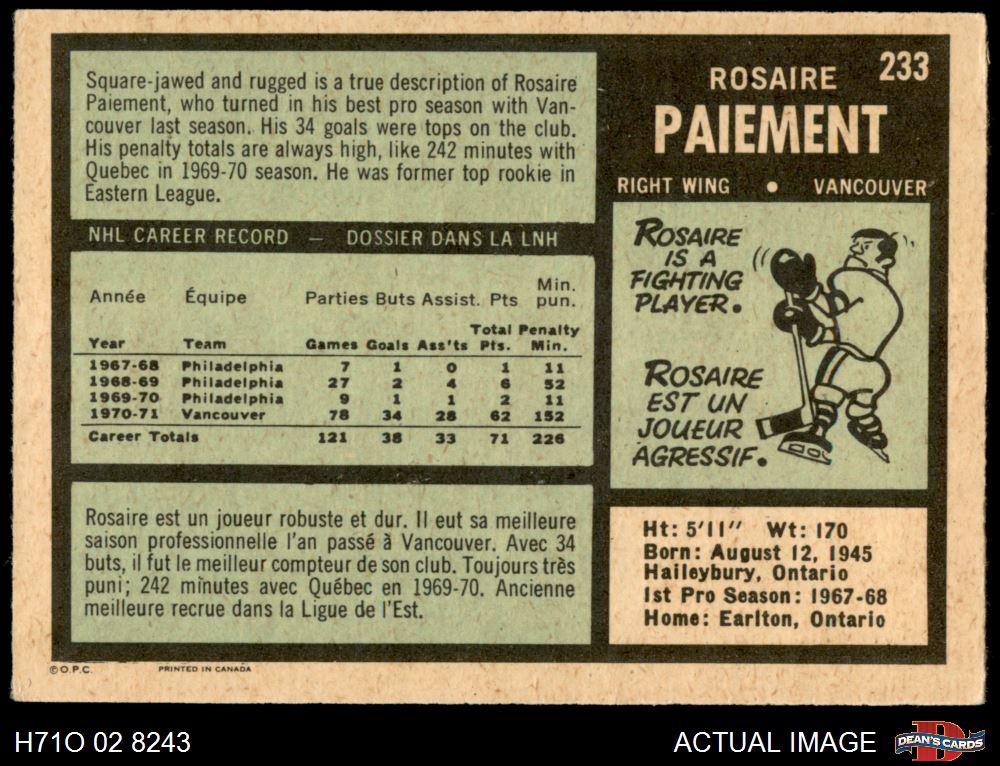 Square-jawed and rugged is a true description of Rosaire
Paiement, who turned in his best pro season with Van-
couver last season. His 34 goals were tops on the club.
His penalty totals are always high, like 242 minutes with
Quebec in 1969-70 season. He was former top rookie in
Eastern League.
NHL CAREER RECORD — DOSSIER DANS LA LNH
Année Équipe Parties Buts Assist. Pts Min. pun.
Year Team Games Goals Ass'ts Total Pts. Penalty Min.
1967-68 Philadelphia 7 1 0 1 11
1968-69 Philadelphia 27 2 4 6 52
1969-70 Philadelphia 9 1 1 2 11
1970-71 Vancouver 78 34 28 62 152
Career Totals 121 38 33 71 226
Rosaire est un joueur robuste et dur. Il eut sa meilleure
saison professionnelle l'an passé à Vancouver. Avec 34
buts, il fut le meilleur compteur de son club. Toujours très
puni; 242 minutes avec Québec en 1969-70. Ancienne
meilleure recrue dans la Ligue de l'Est.
233
ROSAIRE
PAIEMENT
RIGHT WING • VANCOUVER
ROSAIRE
IS A
FIGHTING
PLAYER.
ROSAIRE
EST UN
JOUEUR
AGRESSIF.
Ht: 5'11" Wt: 170
Born: August 12, 1945
Haileybury, Ontario
1st Pro Season: 1967-68
Home: Earlton, Ontario
© O.P.C. PRINTED IN CANADA
H71O 02 8243
ACTUAL IMAGE
DEAN'S CARDS